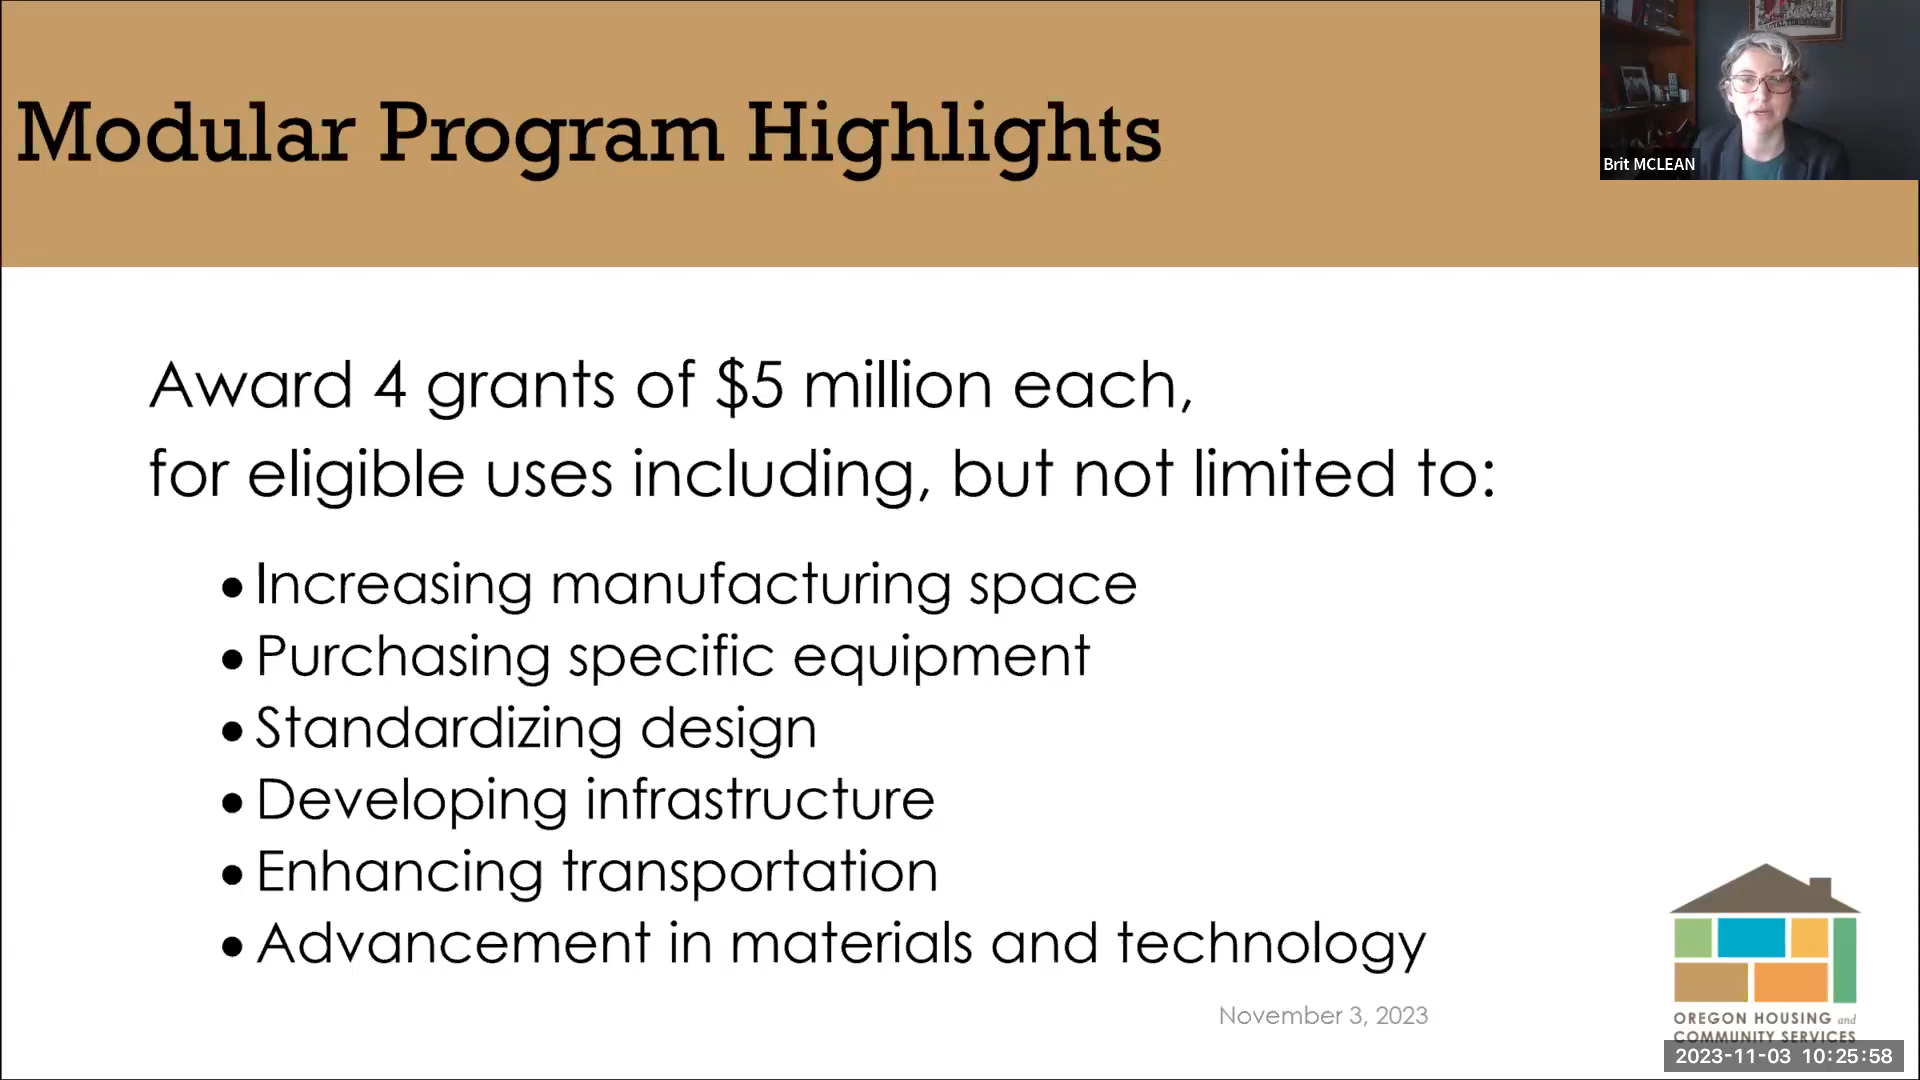 Modular Program Highlights
Brit MCLEAN
Award 4 grants of $5 million each,
for eligible uses including, but not limited to:
• Increasing manufacturing space
• Purchasing specific equipment
• Standardizing design
• Developing infrastructure
• Enhancing transportation
• Advancement in materials and technology
November 3, 2023
OREGON HOUSING and
COMMUNITY SERVICES
2023-11-03 10:25:58